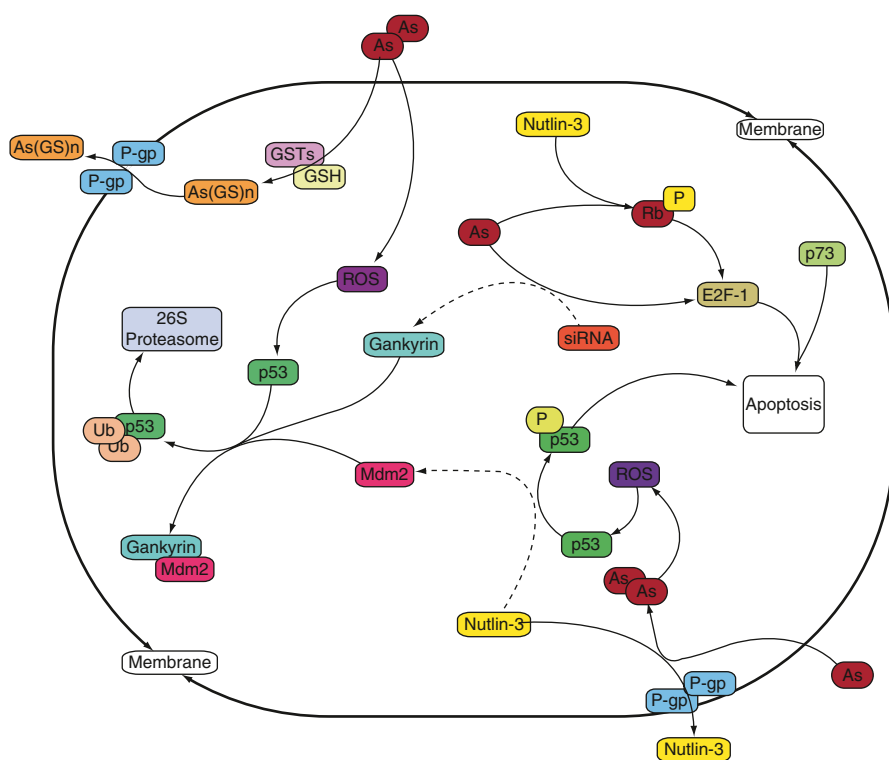 As
As
Nutlin-3
Membrane
As(GS)n
P-gp
P-gp
GSTs
GSH
As(GS)n
P
Rb
As
p73
ROS
E2F-1
26S
Proteasome
Gankyrin
siRNA
p53
Apoptosis
Ub
p53
Ub
P
p53
Mdm2
ROS
Gankyrin
Mdm2
p53
As
As
Nutlin-3
Membrane
P-gp
P-gp
As
Nutlin-3